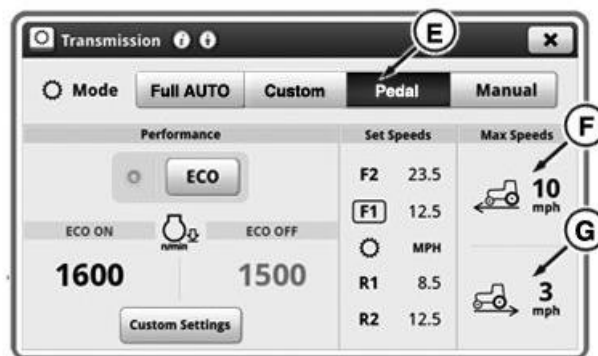 Transmission
E
Mode Full AUTO Custom Pedal Manual
Performance Set Speeds Max Speeds
F
ECO
F2 23.5
10
mph
F1 12.5
ECO ON n/min ECO OFF
MPH
G
1600 1500
R1 8.5
3
mph
Custom Settings
R2 12.5